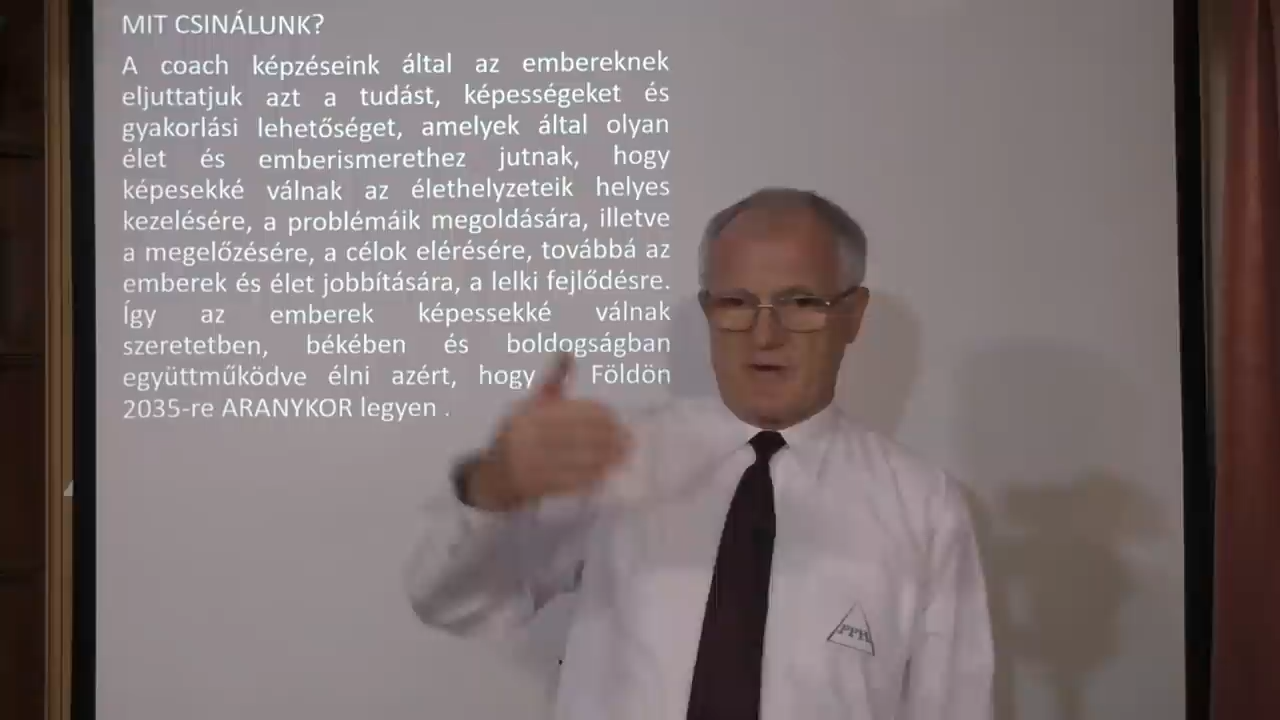 MIT CSINÁLUNK?
A coach képzéseink által az embereknek
eljuttatjuk azt a tudást, képességeket és
gyakorlási lehetőséget, amelyek által olyan
élet és emberismerethez jutnak, hogy
képesekké válnak az élethelyzeteik helyes
kezelésére, a problémáik megoldására, illetve
a megelőzésére, a célok elérésére, továbbá az
emberek és élet jobbítására, a lelki fejlődésre.
Így az emberek képessekké válnak
szeretetben, békében és boldogságban
együttműködve élni azért, hogy Földön
2035-re ARANYKOR legyen .